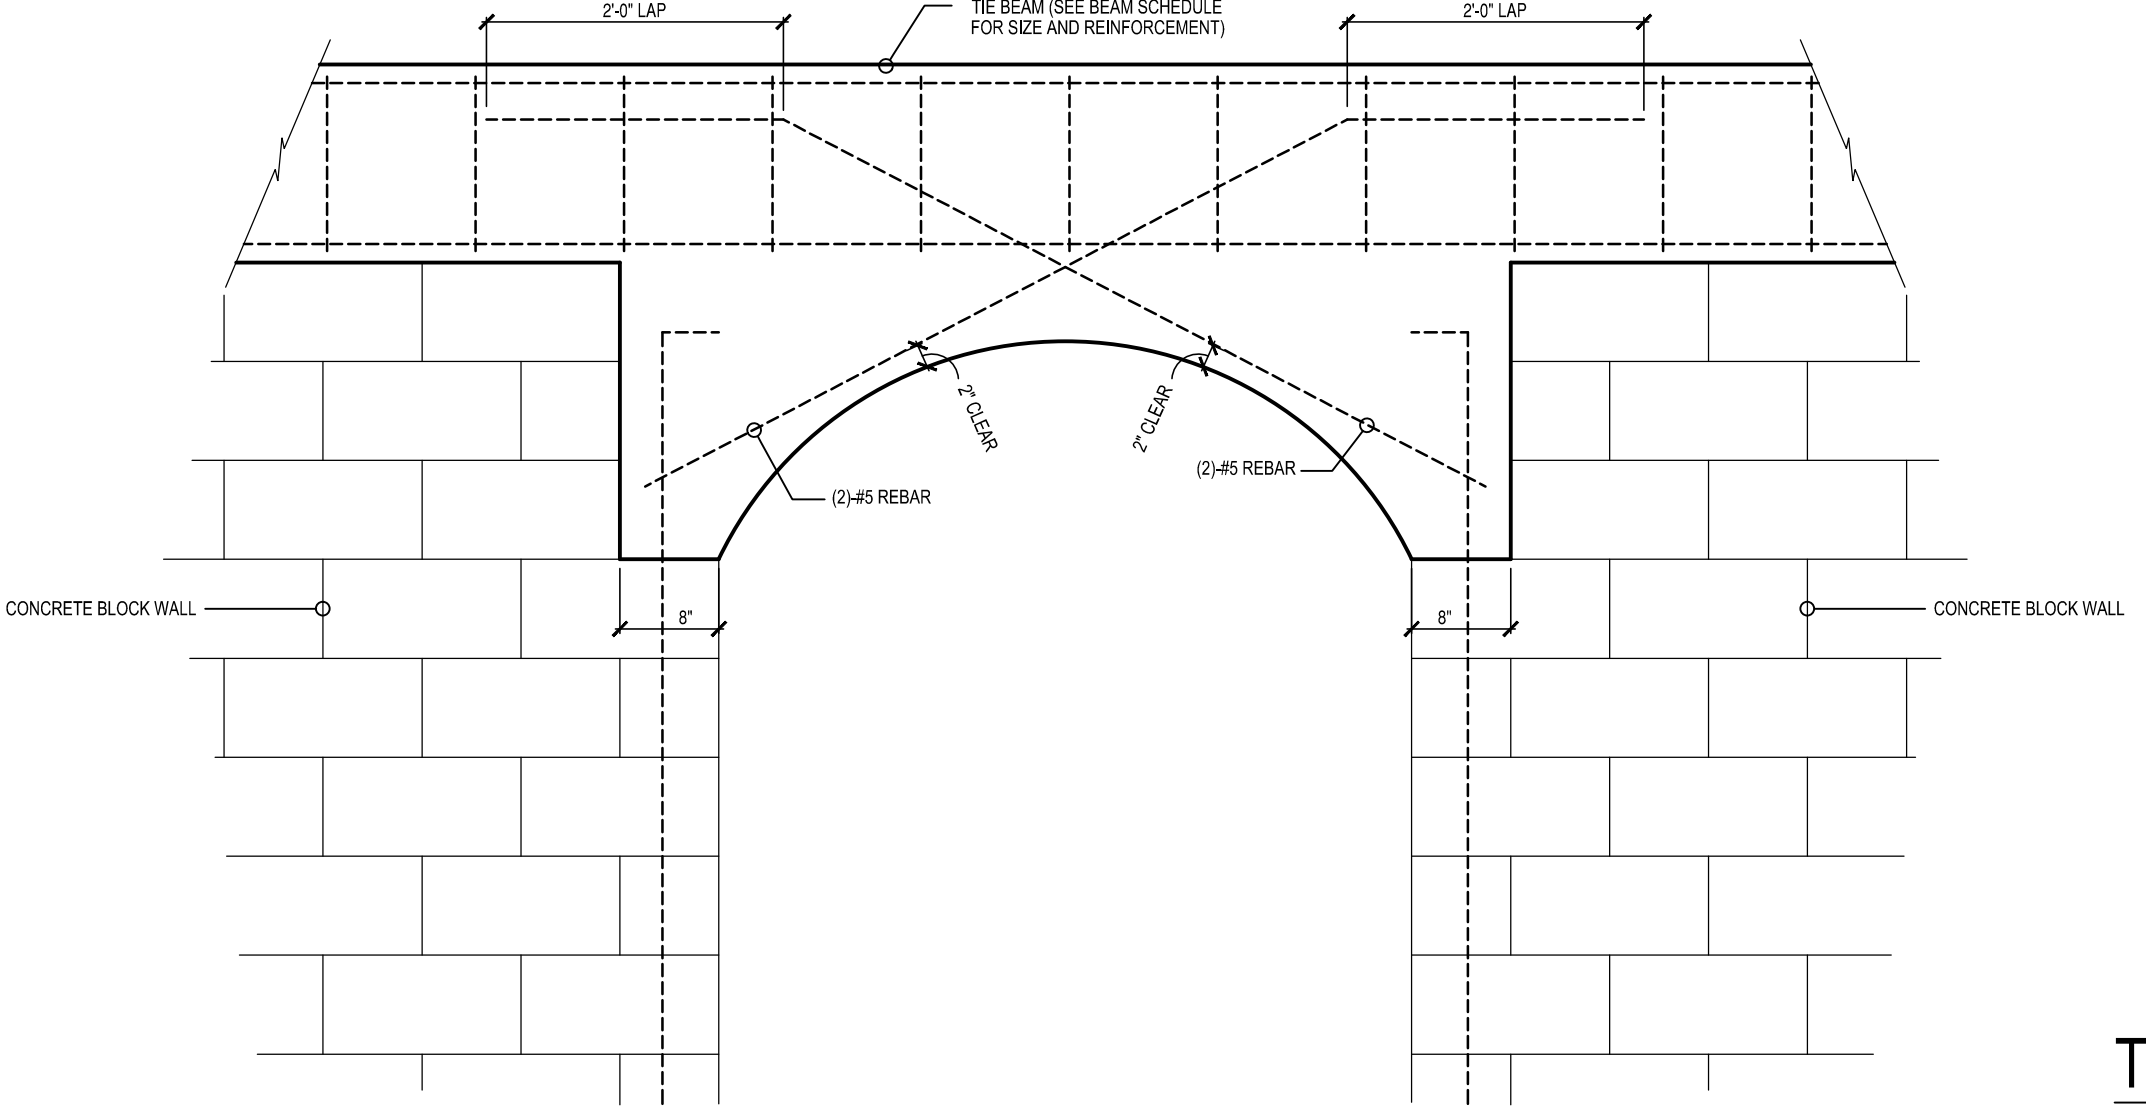 2'-0" LAP
TIE BEAM (SEE BEAM SCHEDULE
FOR SIZE AND REINFORCEMENT)
2'-0" LAP
2" CLEAR
2" CLEAR
(2)-#5 REBAR
(2)-#5 REBAR
CONCRETE BLOCK WALL
8"
8"
CONCRETE BLOCK WALL
T